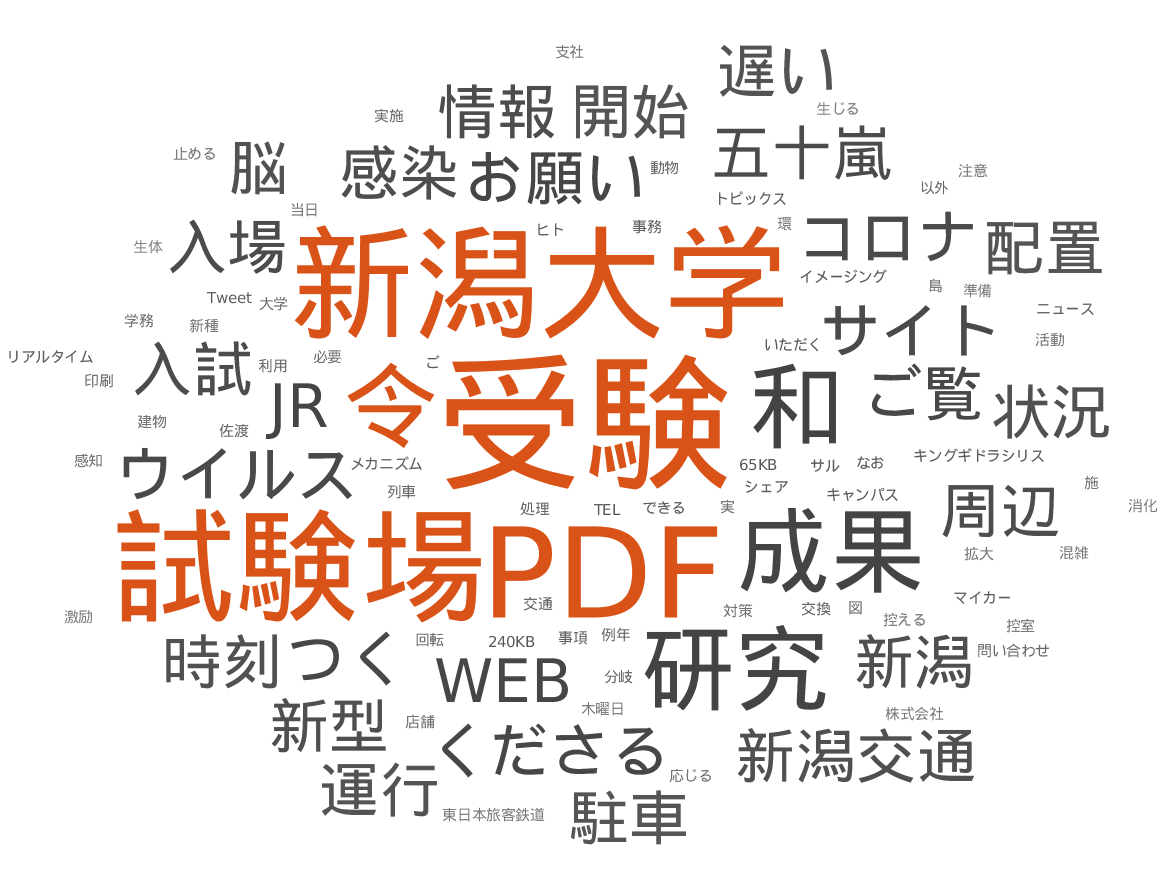 支社
遅い
情報 開始
生じる
実施
五十嵐
止める
脳
感染 お願い
動物
注意
以外
トピックス
当日
入場
生体
新潟大学
ヒト
事務
環
コロナ
配置
イメージング
島
準備
Tweet
大学
学務
新種
ニュース
サイト
活動
リアルタイム
入試
利用
必要
ご
いただく
印刷
JR
令
受験
和
ご覧
状況
建物
佐渡
感知
ウイルス
メカニズム
65KB
サル
なお
キングギドラシリス
列車
シェア
キャンパス
施
処理
TEL
できる
実
周辺
消化
試験場
PDF
成果
拡大
混雑
交通
対策
交換
図
マイカー
激励
控える
控室
時刻
つく
回転
240KB
事項
例年
研究
新潟
問い合わせ
WEB
分岐
木曜日
新型
店舗
株式会社
くださる
新潟交通
応じる
運行
東日本旅客鉄道
駐車